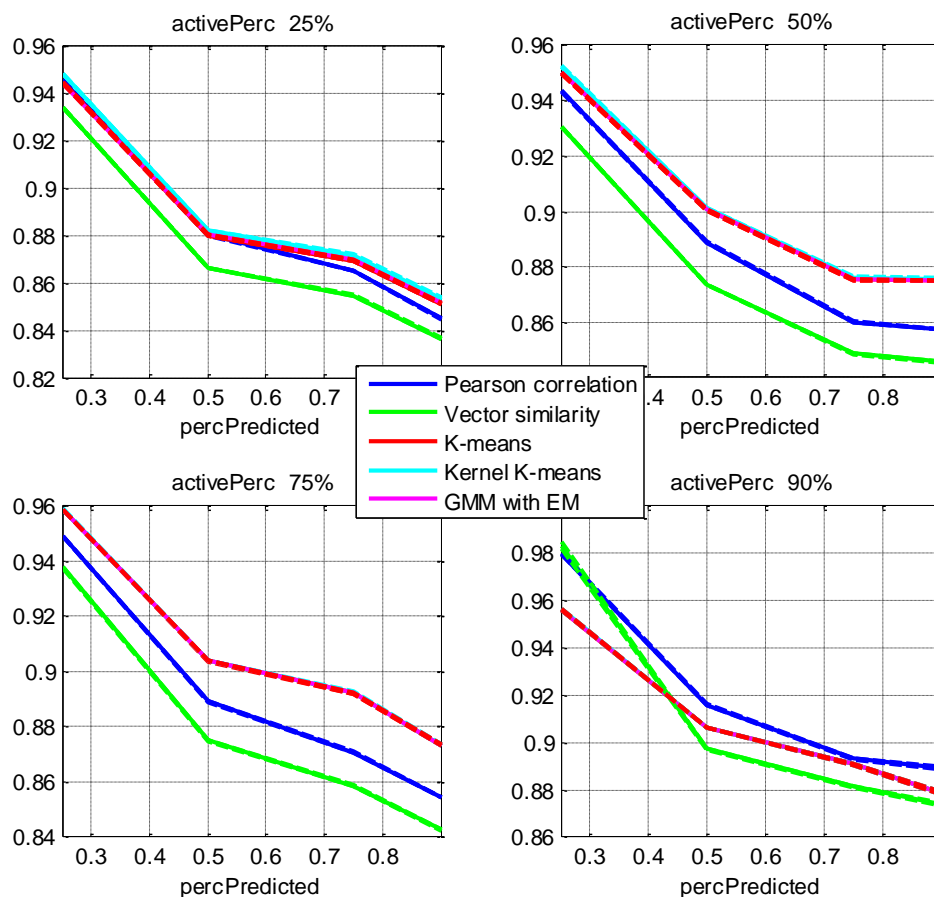 activePerc 25%
0.96
0.94
0.92
0.9
0.88
0.86
0.84
0.82
0.3 0.4 0.5 0.6 0.7 0.8
percPredicted
activePerc 50%
0.96
0.94
0.92
0.9
0.88
0.86
0.4 0.5 0.6 0.7 0.8
percPredicted
Pearson correlation
Vector similarity
K-means
Kernel K-means
GMM with EM
activePerc 75%
0.96
0.94
0.92
0.9
0.88
0.86
0.84
0.3 0.4 0.5 0.6 0.7 0.8
percPredicted
activePerc 90%
0.98
0.96
0.94
0.92
0.9
0.88
0.86
0.3 0.4 0.5 0.6 0.7 0.8
percPredicted